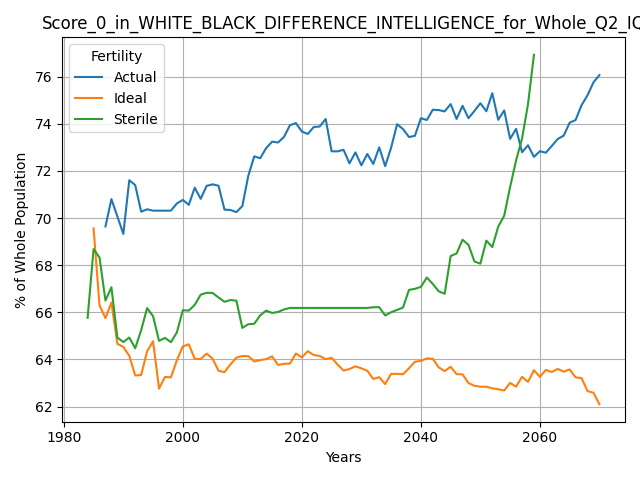 Score_0_in_WHITE_BLACK_DIFFERENCE_INTELLIGENCE_for_Whole_Q2_IQ
Fertility
Actual
Ideal
Sterile
% of Whole Population
76
74
72
70
68
66
64
62
1980
2000
2020
2040
2060
Years